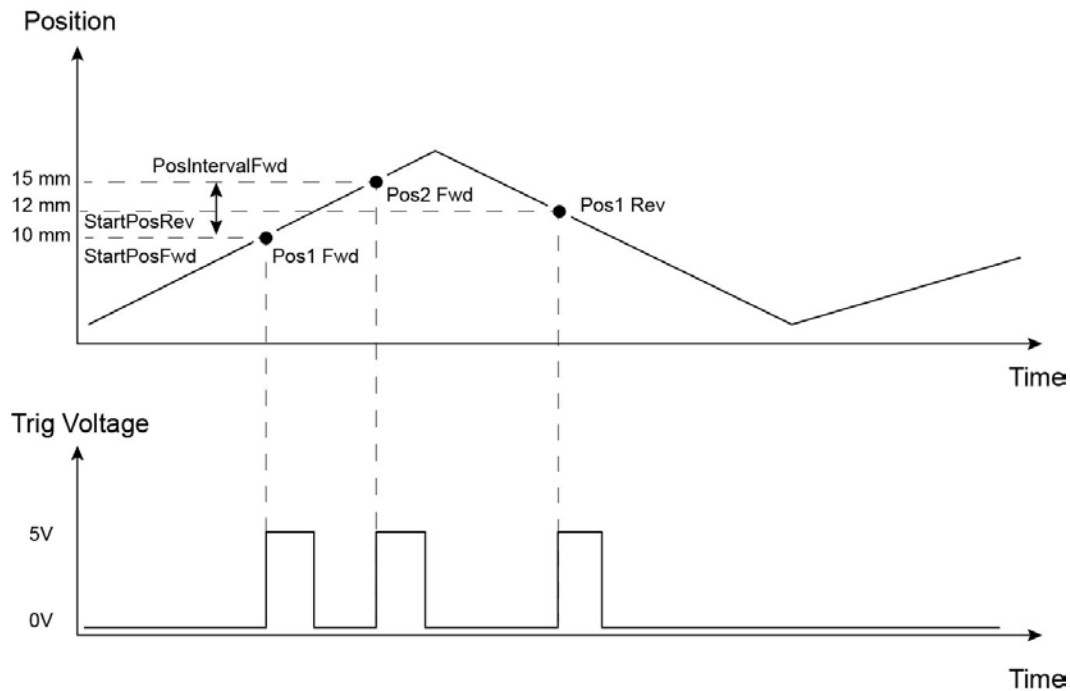 Position
PosIntervalFwd
15 mm
Pos2 Fwd
12 mm
Pos1 Rev
StartPosRev
10 mm
StartPosFwd
Pos1 Fwd
Time
Trig Voltage
5V
0V
Time